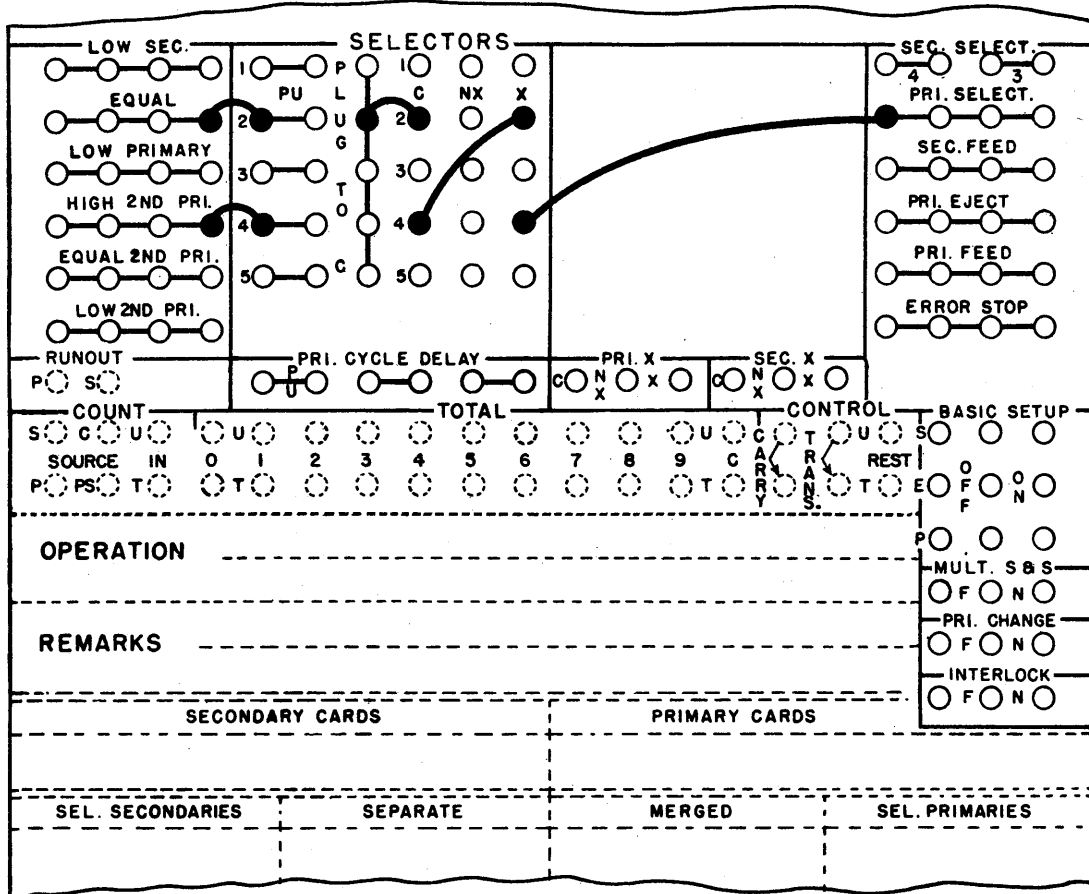 LOW SEC. SELECTORS SEC. SELECT.
1 P 1 4 3
EQUAL PU L C NX X PRI. SELECT.
2 U 2
LOW PRIMARY G SEC. FEED
3 3
HIGH 2ND PRI. T O PRI. EJECT
4 4
EQUAL 2ND PRI. PRI. FEED
5 C 5
LOW 2ND PRI. ERROR STOP
RUNOUT PRI. CYCLE DELAY PRI. X SEC. X
P S PU C NX X C NX X
COUNT TOTAL CONTROL BASIC SETUP
S C U U U CARRY TRANS. U S
SOURCE IN 0 1 2 3 4 5 6 7 8 9 C REST OFF ON
P PS T T T T E
P
OPERATION
MULT. S & S
F N
REMARKS
PRI. CHANGE
F N
INTERLOCK
F N
SECONDARY CARDS PRIMARY CARDS
SEL. SECONDARIES SEPARATE MERGED SEL. PRIMARIES